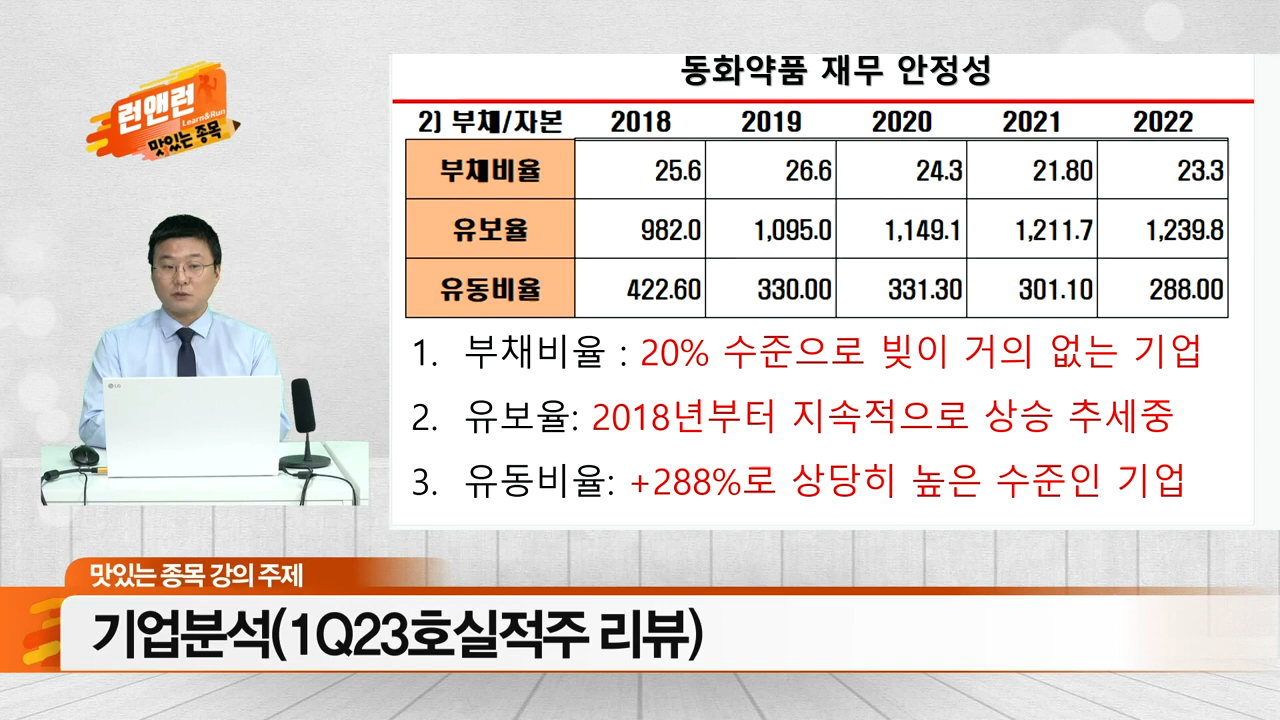 런앤런
Learn&Run
맛있는 종목
동화약품 재무 안정성
2) 부채/자본 2018 2019 2020 2021 2022
부채비율 25.6 26.6 24.3 21.80 23.3
유보율 982.0 1,095.0 1,149.1 1,211.7 1,239.8
유동비율 422.60 330.00 331.30 301.10 288.00
1. 부채비율 : 20% 수준으로 빚이 거의 없는 기업
2. 유보율: 2018년부터 지속적으로 상승 추세중
3. 유동비율: +288%로 상당히 높은 수준인 기업
LG
맛있는 종목 강의 주제
기업분석(1Q23호실적주 리뷰)